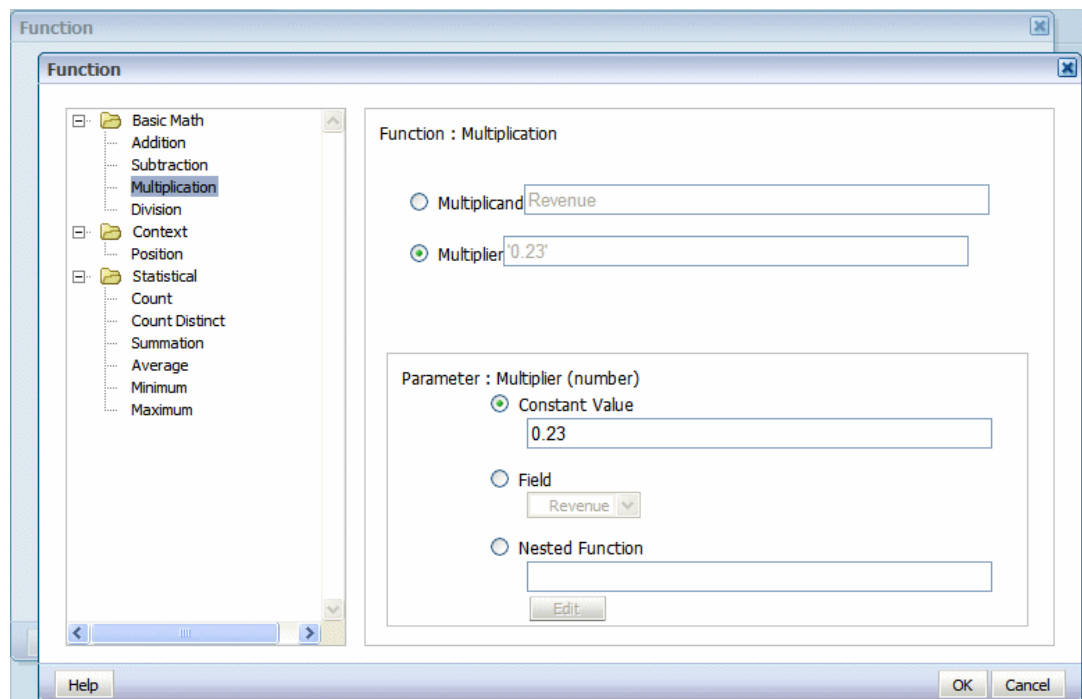 Function
Function
Basic Math
Addition
Subtraction
Multiplication
Division
Context
Position
Statistical
Count
Count Distinct
Summation
Average
Minimum
Maximum
Function : Multiplication
Multiplicand Revenue
Multiplier '0.23'
Parameter : Multiplier (number)
Constant Value
0.23
Field
Revenue
Nested Function
Edit
Help
OK
Cancel